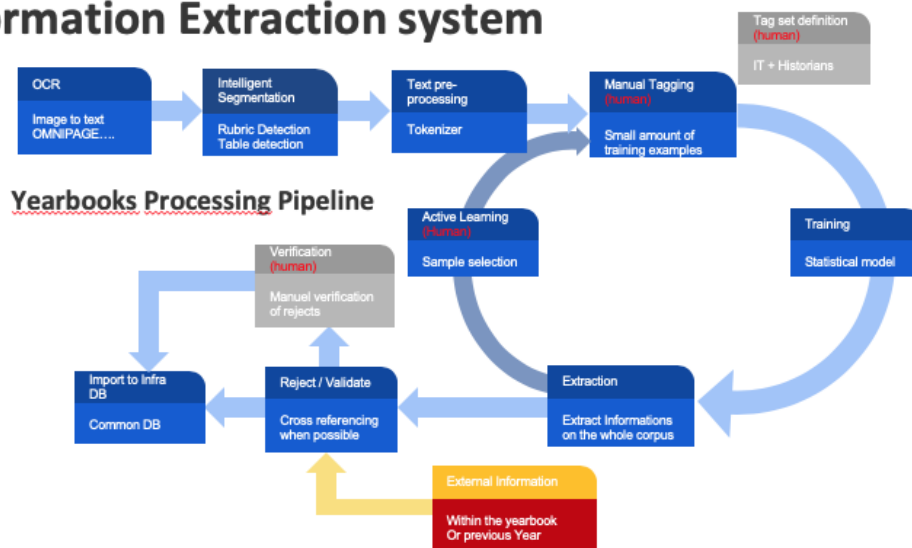 ormation Extraction system
Tag set definition
(human)
IT + Historians
OCR
Image to text
OMNIPAGE....
Intelligent
Segmentation
Rubric Detection
Table detection
Text pre-
processing
Tokenizer
Manual Tagging
(human)
Small amount of
training examples
Yearbooks Processing Pipeline
Active Learning
(Human)
Sample selection
Training
Statistical model
Verification
(human)
Manuel verification
of rejects
Import to Infra
DB
Common DB
Reject / Validate
Cross referencing
when possible
Extraction
Extract Informations
on the whole corpus
External Information
Within the yearbook
Or previous Year